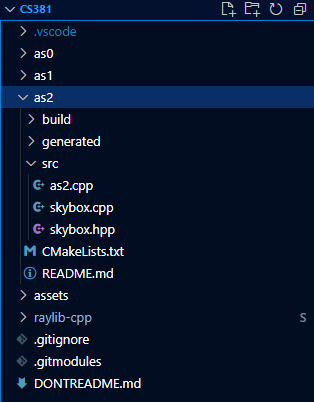 CS381
.vscode
as0
as1
as2
build
generated
src
as2.cpp
skybox.cpp
skybox.hpp
CMakeLists.txt
README.md
assets
raylib-cpp S
.gitignore
.gitmodules
DONTREADME.md